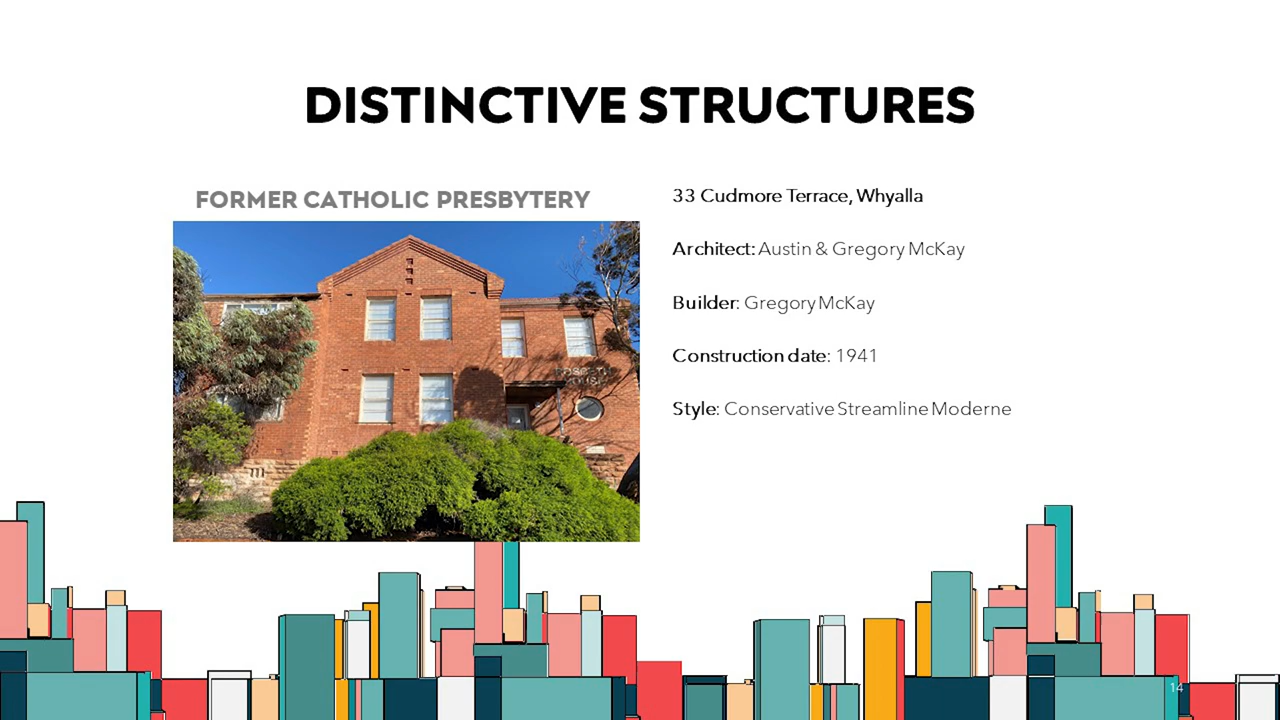 DISTINCTIVE STRUCTURES
FORMER CATHOLIC PRESBYTERY
33 Cudmore Terrace, Whyalla
Architect: Austin & Gregory McKay
Builder: Gregory McKay
Construction date: 1941
Style: Conservative Streamline Moderne
HOUSE
14